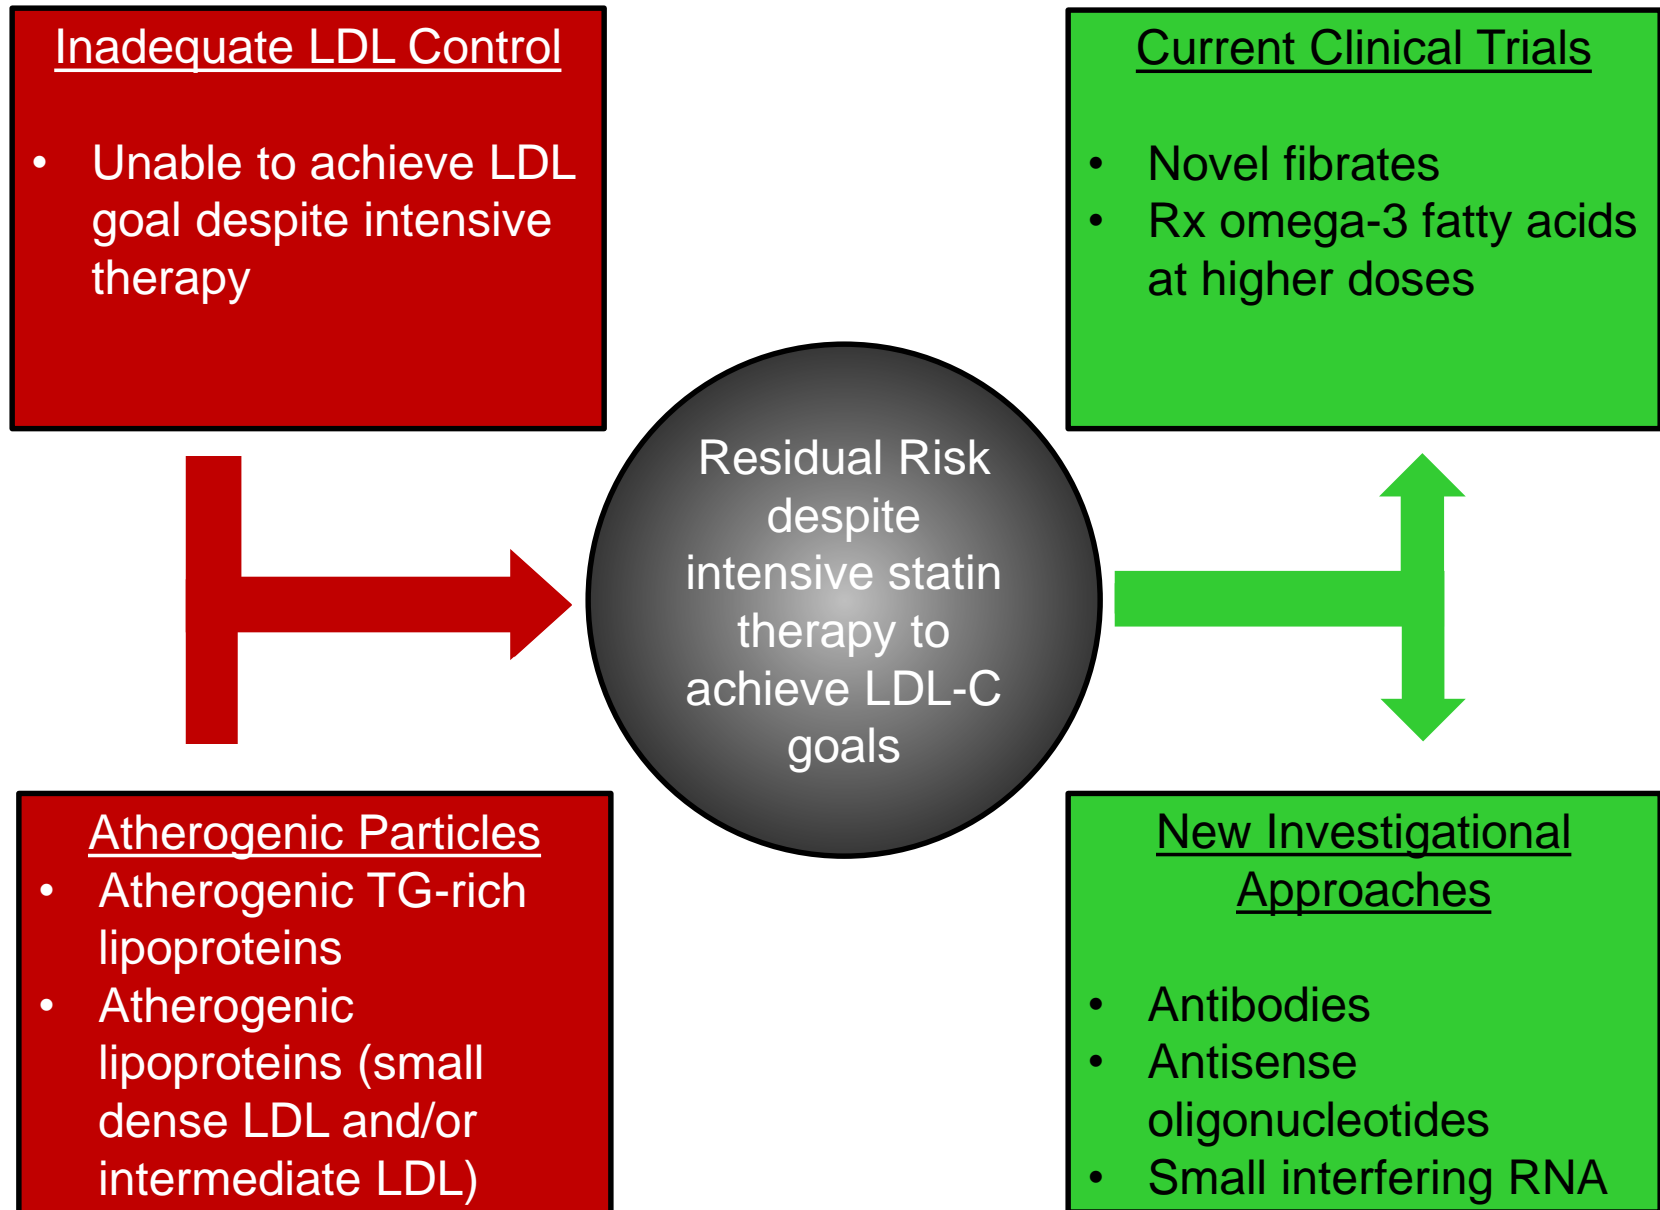 Inadequate LDL Control
• Unable to achieve LDL
goal despite intensive
therapy
Current Clinical Trials
• Novel fibrates
• Rx omega-3 fatty acids
at higher doses
Residual Risk
despite
intensive statin
therapy to
achieve LDL-C
goals
Atherogenic Particles
• Atherogenic TG-rich
lipoproteins
• Atherogenic
lipoproteins (small
dense LDL and/or
intermediate LDL)
New Investigational
Approaches
• Antibodies
• Antisense
oligonucleotides
• Small interfering RNA